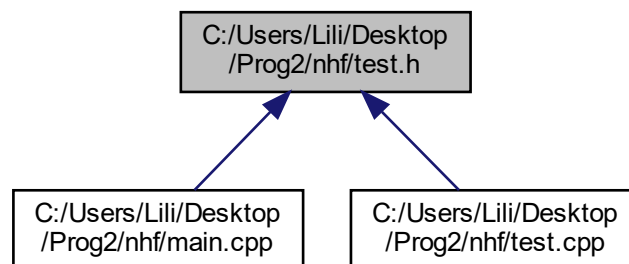 C:/Users/Lili/Desktop
/Prog2/nhf/test.h
C:/Users/Lili/Desktop
/Prog2/nhf/main.cpp
C:/Users/Lili/Desktop
/Prog2/nhf/test.cpp